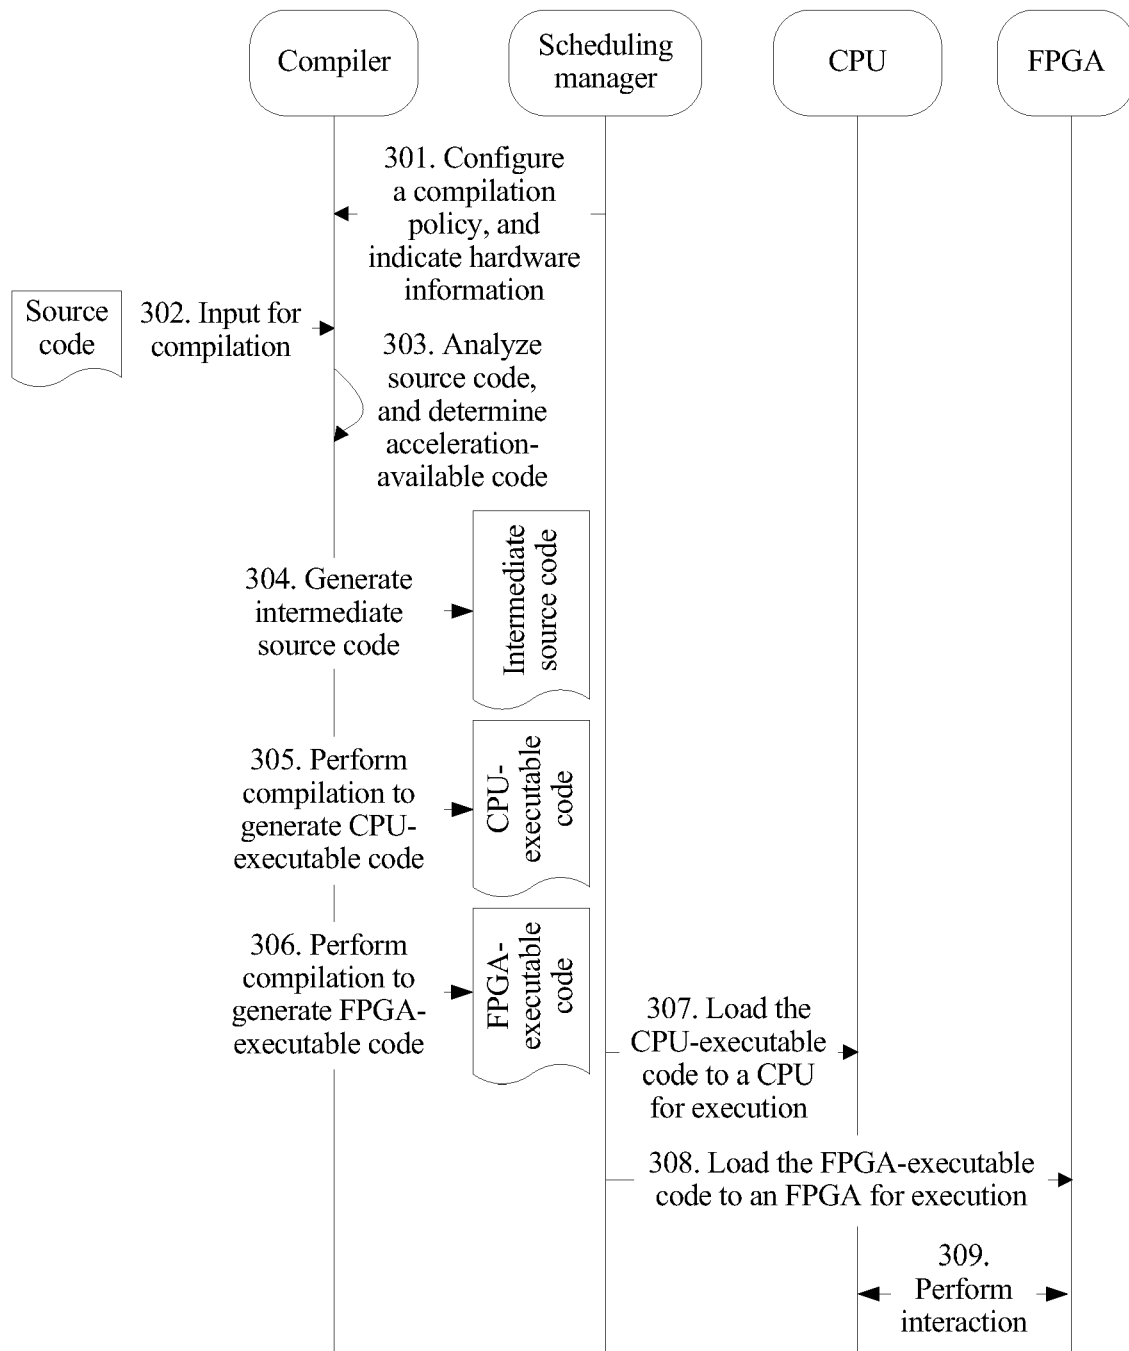 Compiler
Scheduling
manager
CPU
FPGA
301. Configure
a compilation
policy, and
indicate hardware
information
Source
code
302. Input for
compilation
303. Analyze
source code,
and determine
acceleration-
available code
304. Generate
intermediate
source code
Intermediate
source code
305. Perform
compilation to
generate CPU-
executable code
CPU-
executable
code
306. Perform
compilation to
generate FPGA-
executable code
FPGA-
executable
code
307. Load the
CPU-executable
code to a CPU
for execution
308. Load the FPGA-executable
code to an FPGA for execution
309.
Perform
interaction